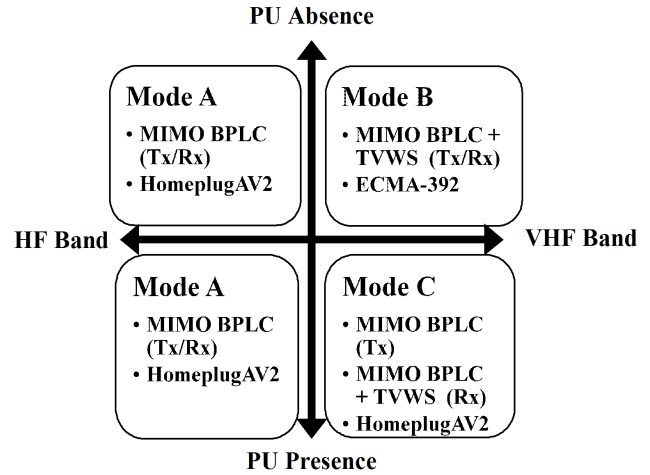 PU Absence
Mode A
• MIMO BPLC
(Tx/Rx)
• HomeplugAV2
Mode B
• MIMO BPLC +
TVWS (Tx/Rx)
• ECMA-392
HF Band
VHF Band
Mode A
• MIMO BPLC
(Tx/Rx)
• HomeplugAV2
Mode C
• MIMO BPLC
(Tx)
• MIMO BPLC
+ TVWS (Rx)
• HomeplugAV2
PU Presence